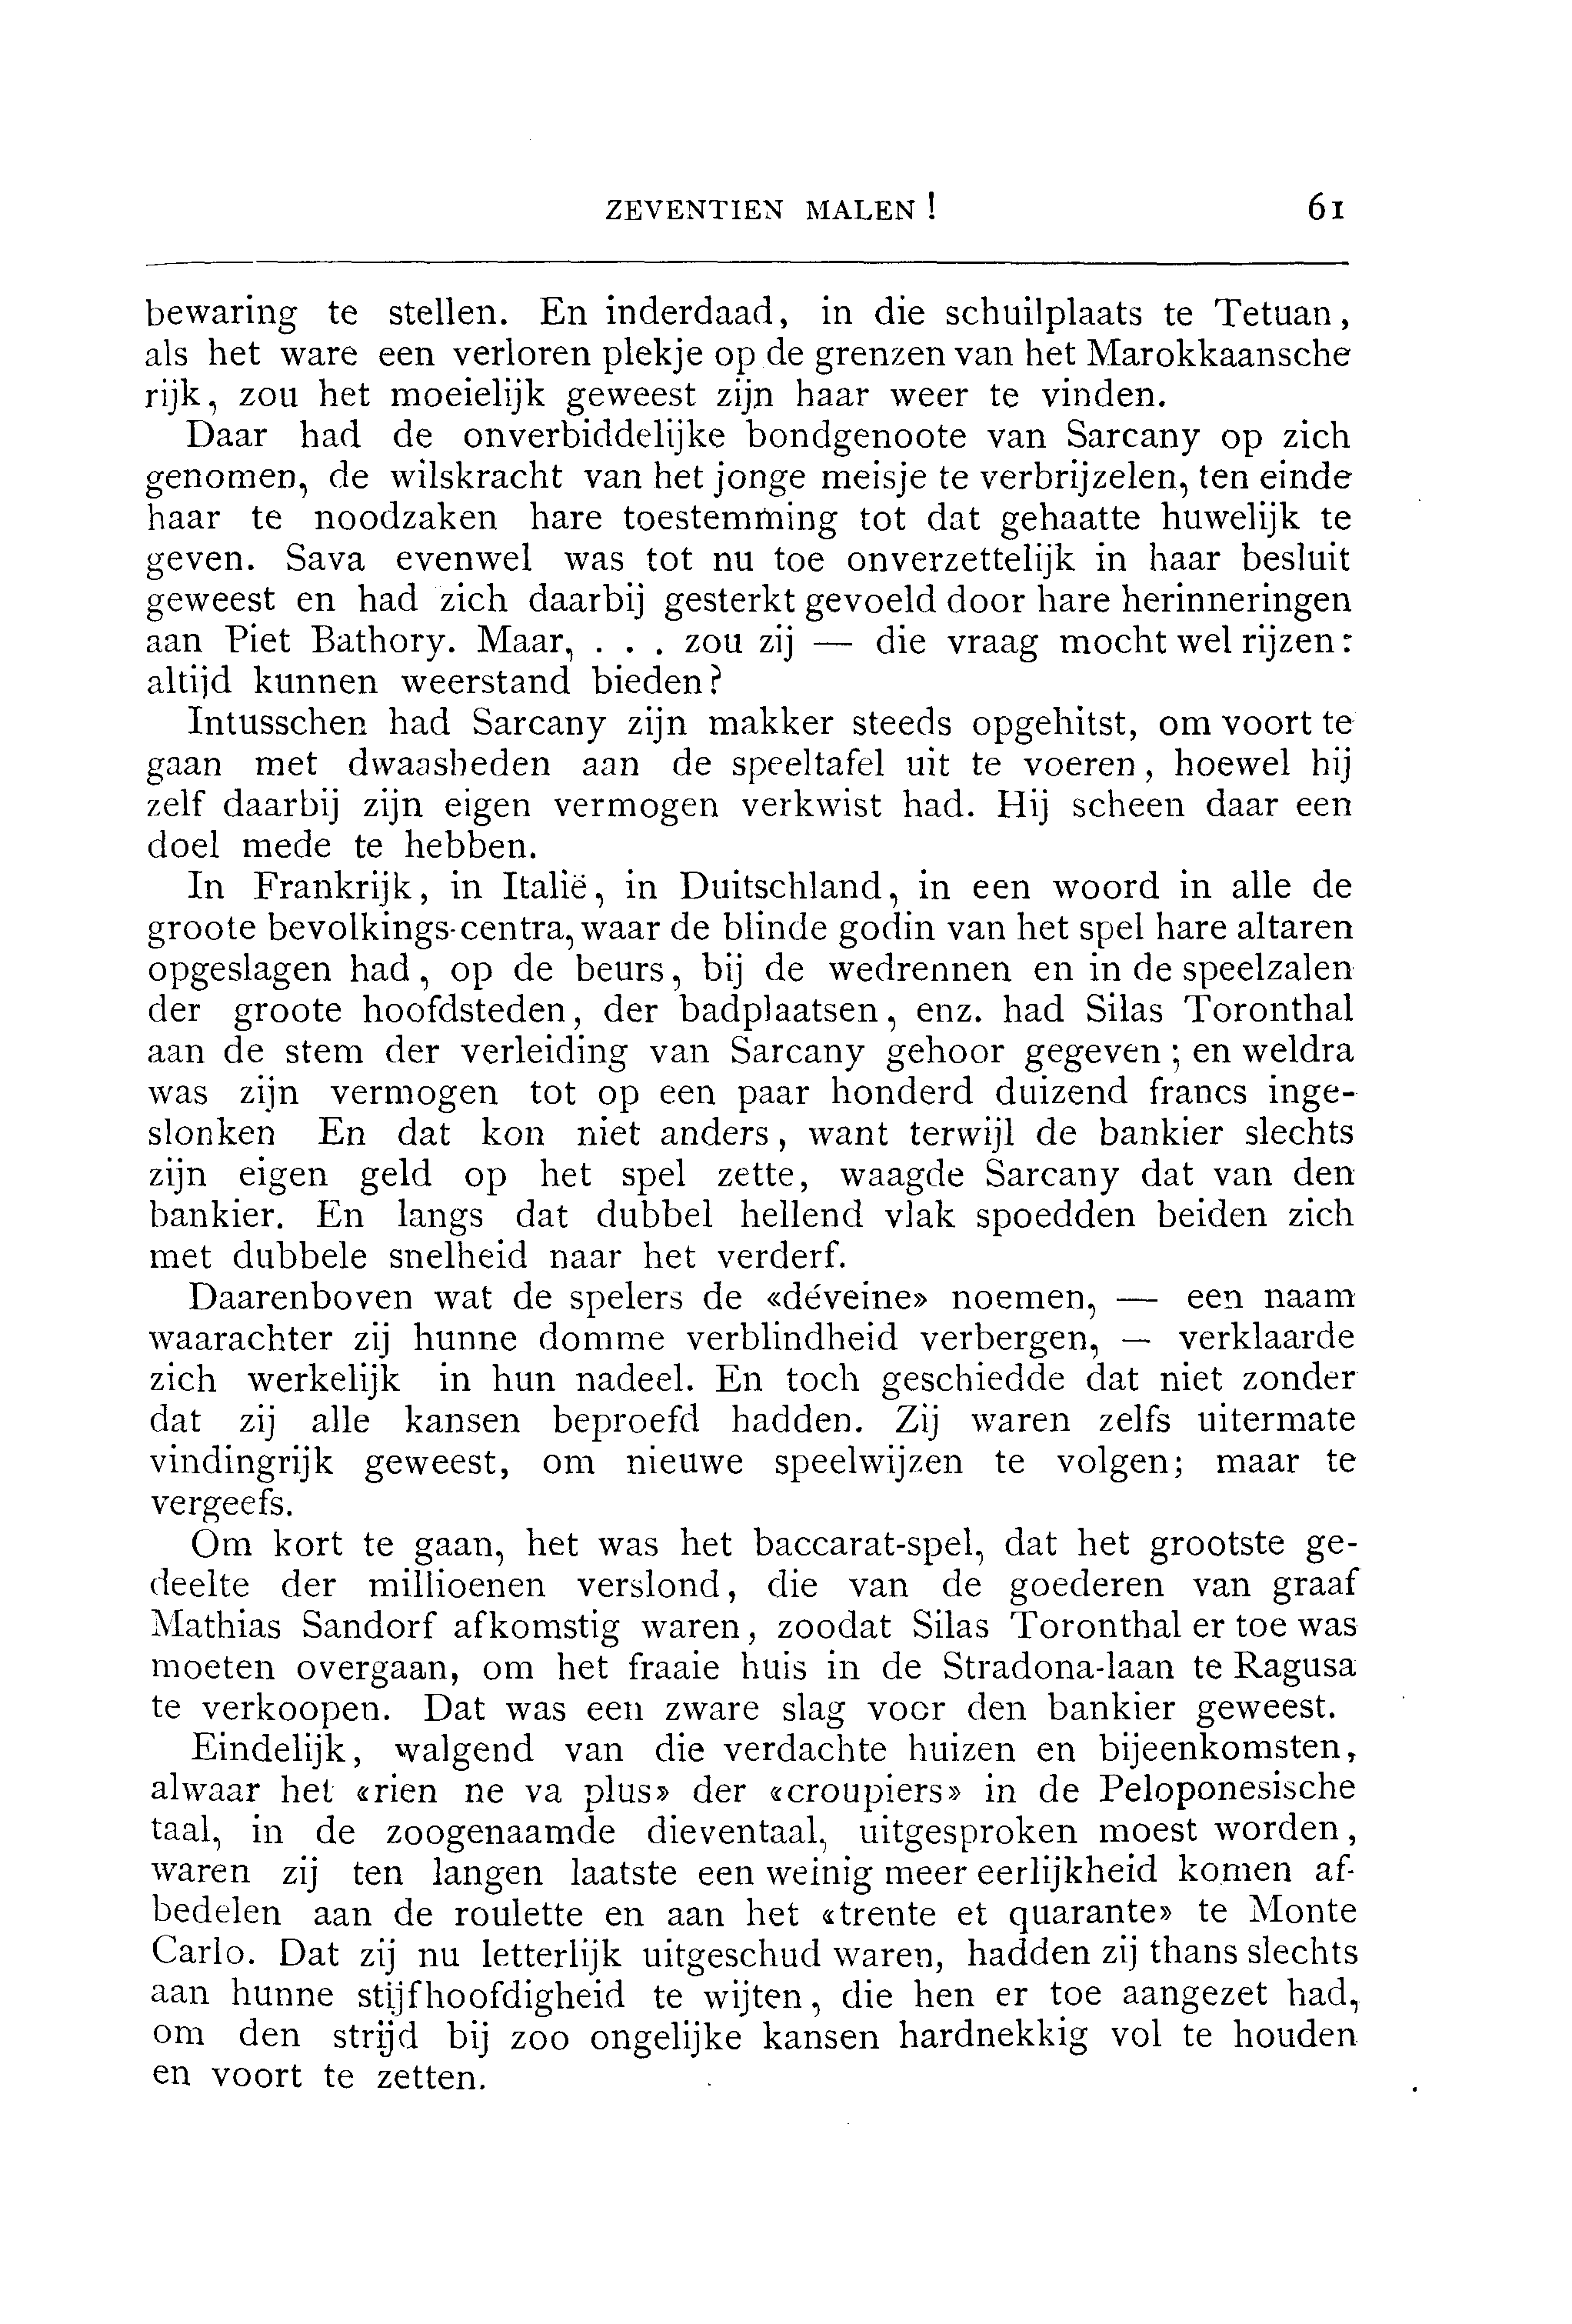 ZEVENTIEN MALEN! 61
bewaring te stellen. En inderdaad, in die schuilplaats te Tetuan,
als het ware een verloren plekje op de grenzen van het Marokkaansche
rijk, zou het moeielijk geweest zijn haar weer te vinden.
Daar had de onverbiddelijke bondgenoote van Sarcany op zich
genomen, de wilskracht van het jonge meisje te verbrijzelen, ten einde
haar te noodzaken hare toestemming tot dat gehaatte huwelijk te
geven. Sava evenwel was tot nu toe onverzettelijk in haar besluit
geweest en had zich daarbij gesterkt gevoeld door hare herinneringen
aan Piet Bathory. Maar, . . . zou zij — die vraag mocht wel rijzen:
altijd kunnen weerstand bieden?
Intusschen had Sarcany zijn makker steeds opgehitst, om voort te
gaan met dwaasheden aan de speeltafel uit te voeren, hoewel hij
zelf daarbij zijn eigen vermogen verkwist had. Hij scheen daar een
doel mede te hebben.
In Frankrijk, in Italië, in Duitschland, in een woord in alle de
groote bevolkings-centra, waar de blinde godin van het spel hare altaren
opgeslagen had, op de beurs, bij de wedrennen en in de speelzalen
der groote hoofdsteden, der badplaatsen, enz. had Silas Toronthal
aan de stem der verleiding van Sarcany gehoor gegeven; en weldra
was zijn vermogen tot op een paar honderd duizend francs inge-
slonken En dat kon niet anders, want terwijl de bankier slechts
zijn eigen geld op het spel zette, waagde Sarcany dat van den
bankier. En langs dat dubbel hellend vlak spoedden beiden zich
met dubbele snelheid naar het verderf.
Daarenboven wat de spelers de «déveine» noemen, — een naam
waarachter zij hunne domme verblindheid verbergen, — verklaarde
zich werkelijk in hun nadeel. En toch geschiedde dat niet zonder
dat zij alle kansen beproefd hadden. Zij waren zelfs uitermate
vindingrijk geweest, om nieuwe speelwijzen te volgen; maar te
vergeefs.
Om kort te gaan, het was het baccarat-spel, dat het grootste ge-
deelte der millioenen verslond, die van de goederen van graaf
Mathias Sandorf afkomstig waren, zoodat Silas Toronthal er toe was
moeten overgaan, om het fraaie huis in de Stradona-laan te Ragusa
te verkoopen. Dat was een zware slag voor den bankier geweest.
Eindelijk, walgend van die verdachte huizen en bijeenkomsten,
alwaar het «rien ne va plus» der «croupiers» in de Peloponesische
taal, in de zoogenaamde dieventaal, uitgesproken moest worden,
waren zij ten langen laatste een weinig meer eerlijkheid komen af-
bedelen aan de roulette en aan het «trente et quarante» te Monte
Carlo. Dat zij nu letterlijk uitgeschud waren, hadden zij thans slechts
aan hunne stijfhoofdigheid te wijten, die hen er toe aangezet had,
om den strijd bij zoo ongelijke kansen hardnekkig vol te houden
en voort te zetten.